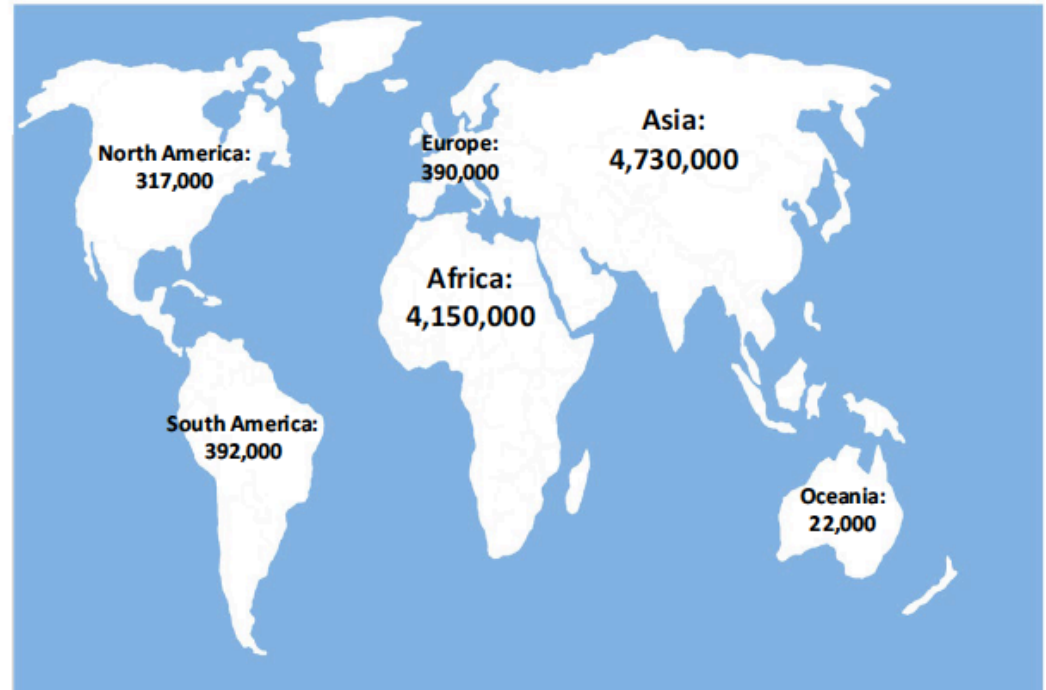 North America:
317,000
Europe:
390,000
Asia:
4,730,000
Africa:
4,150,000
South America:
392,000
Oceania:
22,000